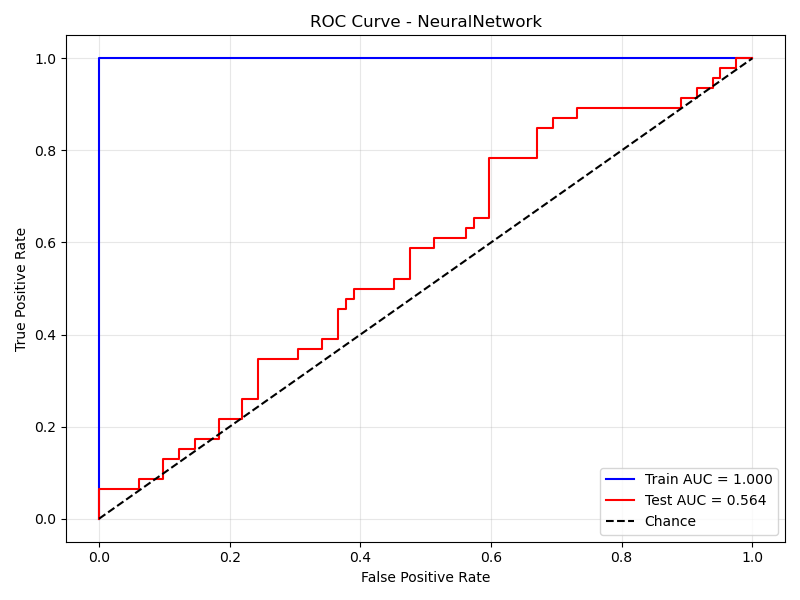 ROC Curve - NeuralNetwork
True Positive Rate
1.0
0.8
0.6
0.4
0.2
0.0
Train AUC = 1.000
Test AUC = 0.564
Chance
0.0 0.2 0.4 0.6 0.8 1.0
False Positive Rate